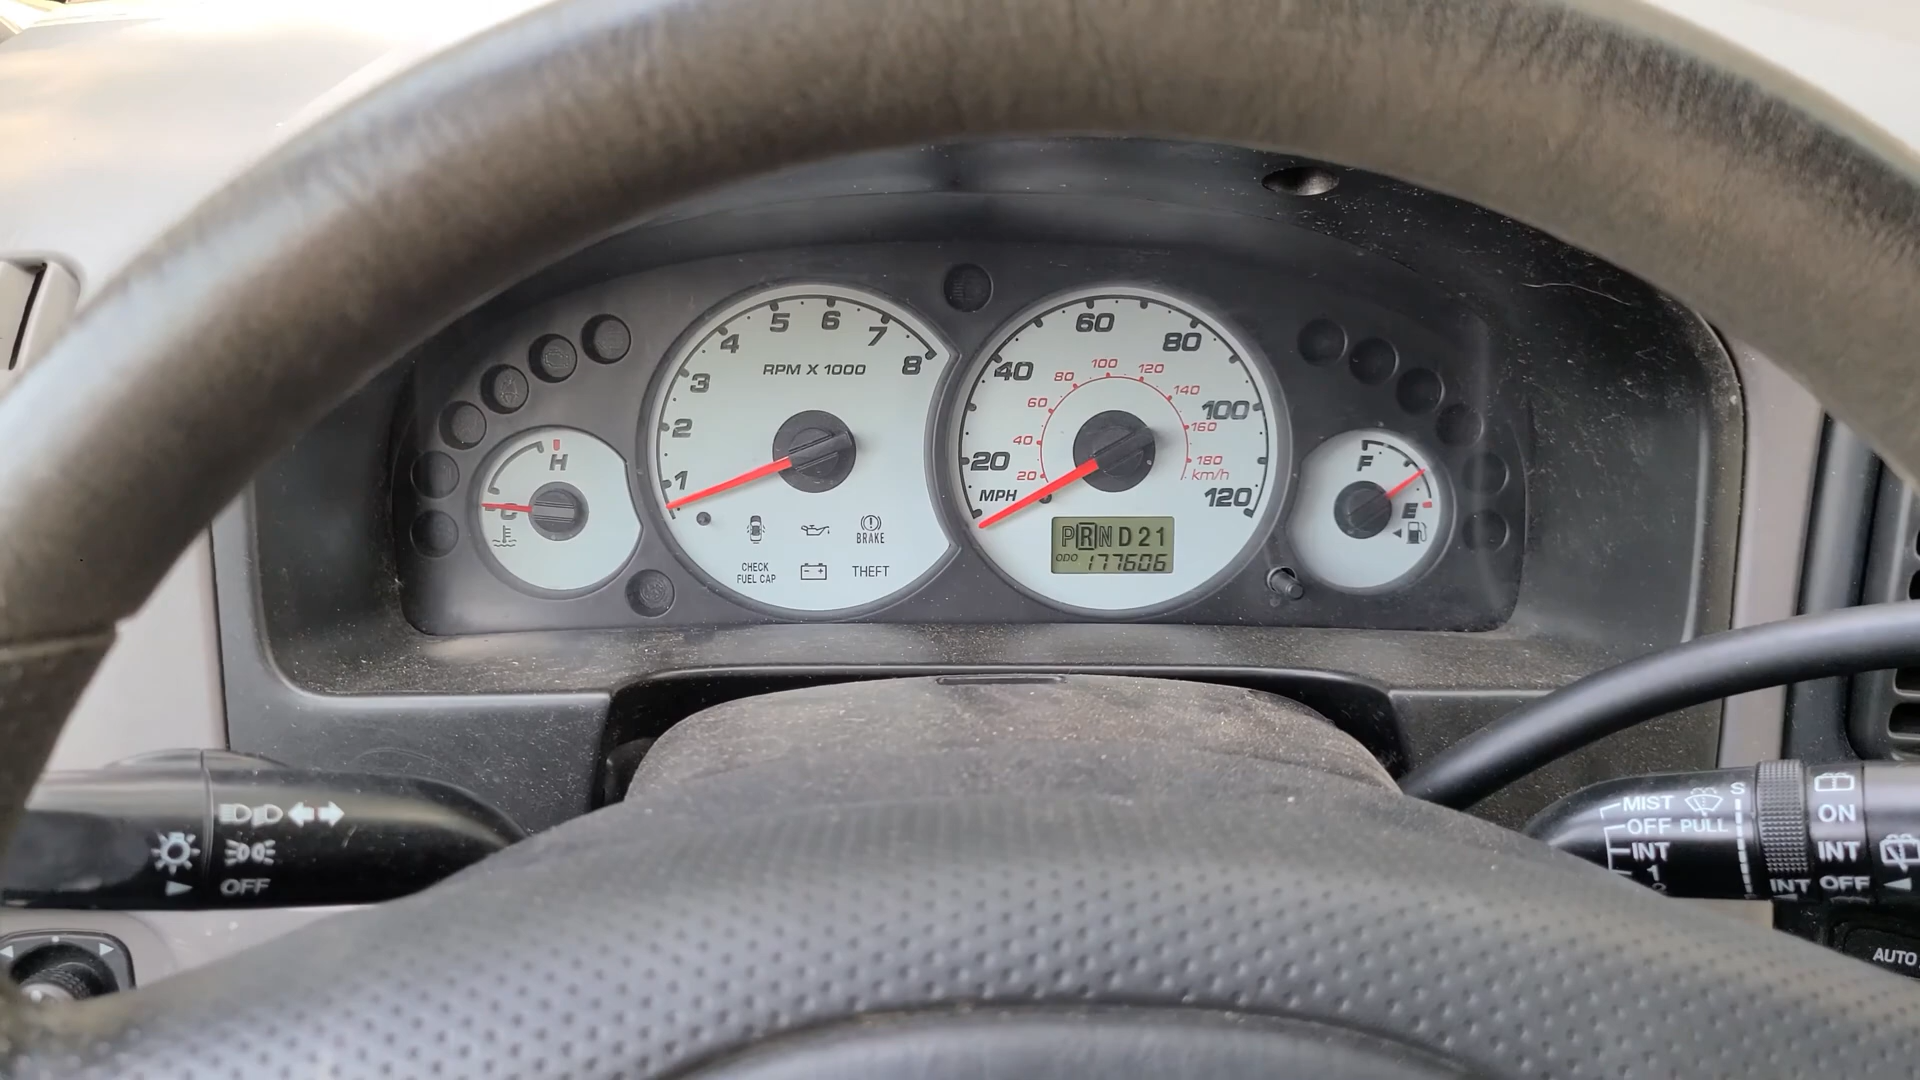 H
C
8
7
6
5
4
3
2
1
RPM X 1000
BRAKE
CHECK
FUEL CAP
THEFT
20
40
60
80
100
120
MPH
20
40
60
80
100
120
140
160
180
km/h
PRND21
ODO 177606
F
E
OFF
MIST
OFF PULL
INT
1
S
INT
ON
INT
OFF
AUTO